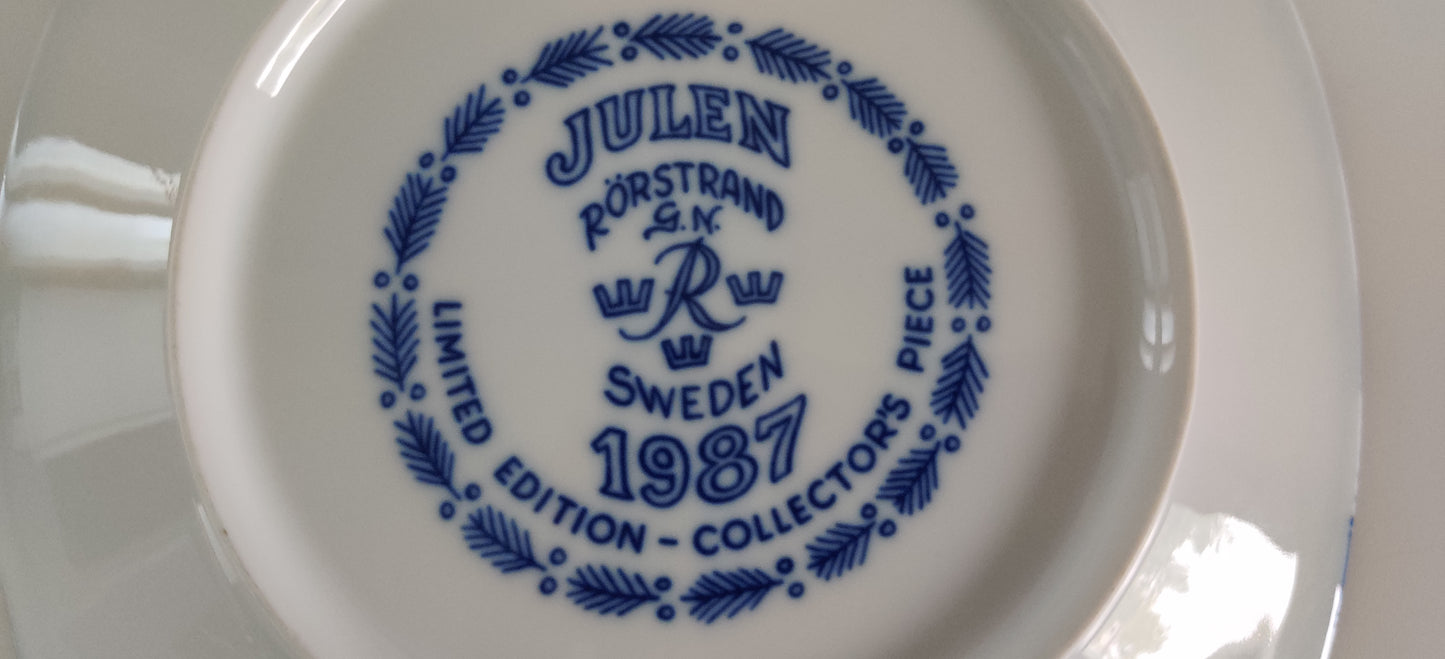 JULEN
RÖRSTRAND
G.N.
R
SWEDEN
1987
LIMITED EDITION - COLLECTOR'S PIECE